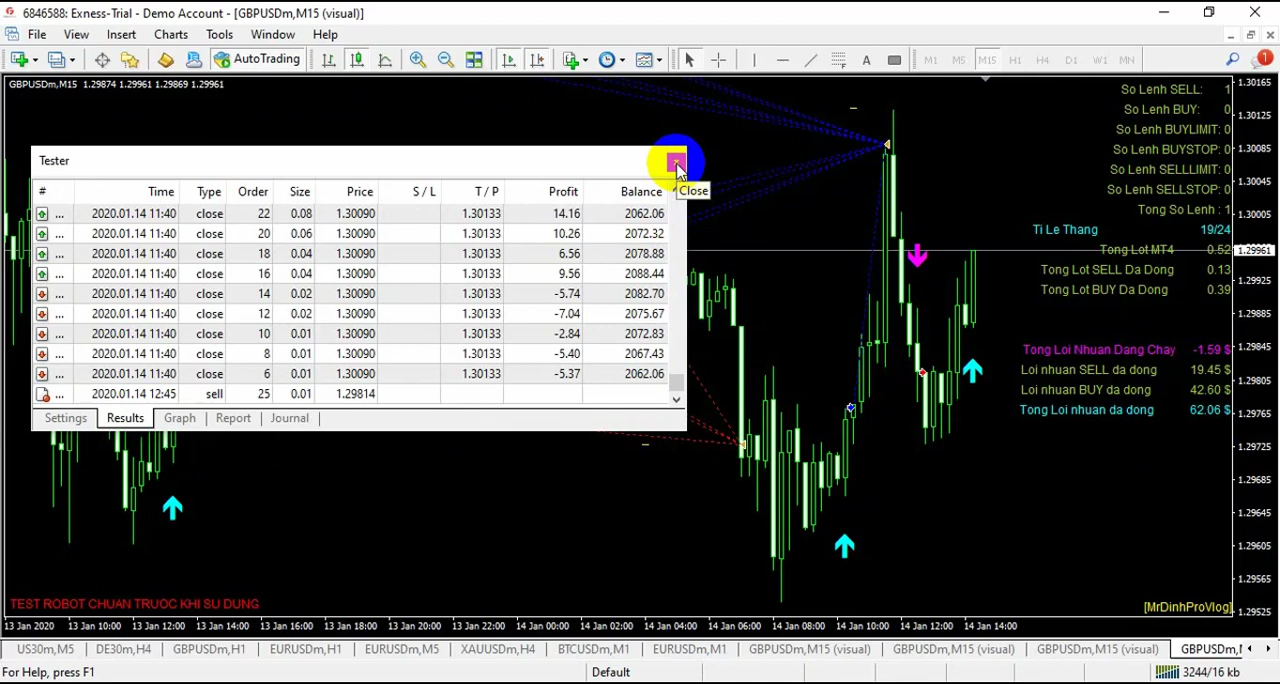 6846588: Exness-Trial - Demo Account - [GBPUSDm,M15 (visual)]
File View Insert Charts Tools Window Help
AutoTrading A M1 M5 M15 H1 H4 D1 W1 MN 1
GBPUSDm,M15 1.29874 1.29961 1.29869 1.29961
So Lenh SELL: 1
So Lenh BUY: 0
So Lenh BUYLIMIT: 0
So Lenh BUYSTOP: 0
So Lenh SELLLIMIT: 0
So Lenh SELLSTOP: 0
Tong So Lenh : 1
Ti Le Thang 19/24
Tong Lot MT4 0.52
Tong Lot SELL Da Dong 0.13
Tong Lot BUY Da Dong 0.39
Tong Loi Nhuan Dang Chay -1.59 $
Loi nhuan SELL da dong 19.45 $
Loi nhuan BUY da dong 42.60 $
Tong Loi nhuan da dong 62.06 $
Tester
Close
# Time Type Order Size Price S / L T / P Profit Balance
... 2020.01.14 11:40 close 22 0.08 1.30090 1.30133 14.16 2062.06
... 2020.01.14 11:40 close 20 0.06 1.30090 1.30133 10.26 2072.32
... 2020.01.14 11:40 close 18 0.04 1.30090 1.30133 6.56 2078.88
... 2020.01.14 11:40 close 16 0.04 1.30090 1.30133 9.56 2088.44
... 2020.01.14 11:40 close 14 0.02 1.30090 1.30133 -5.74 2082.70
... 2020.01.14 11:40 close 12 0.02 1.30090 1.30133 -7.04 2075.67
... 2020.01.14 11:40 close 10 0.01 1.30090 1.30133 -2.84 2072.83
... 2020.01.14 11:40 close 8 0.01 1.30090 1.30133 -5.40 2067.43
... 2020.01.14 11:40 close 6 0.01 1.30090 1.30133 -5.37 2062.06
... 2020.01.14 12:45 sell 25 0.01 1.29814
Settings Results Graph Report Journal
1.30165
1.30125
1.30085
1.30045
1.30005
1.29961
1.29925
1.29885
1.29845
1.29805
1.29765
1.29725
1.29685
1.29645
1.29605
1.29565
1.29525
TEST ROBOT CHUAN TRUOC KHI SU DUNG
[MrDinhProVlog]
13 Jan 2020 13 Jan 10:00 13 Jan 12:00 13 Jan 14:00 13 Jan 16:00 13 Jan 18:00 13 Jan 20:00 13 Jan 22:00 14 Jan 00:00 14 Jan 02:00 14 Jan 04:00 14 Jan 06:00 14 Jan 08:00 14 Jan 10:00 14 Jan 12:00 14 Jan 14:00
US30m,M5 DE30m,H4 GBPUSDm,H1 EURUSDm,H1 EURUSDm,M5 XAUUSDm,H4 BTCUSDm,M1 EURUSDm,M1 GBPUSDm,M15 (visual) GBPUSDm,M15 (visual) GBPUSDm,M15 (visual) GBPUSDm,
For Help, press F1 Default 3244/16 kb